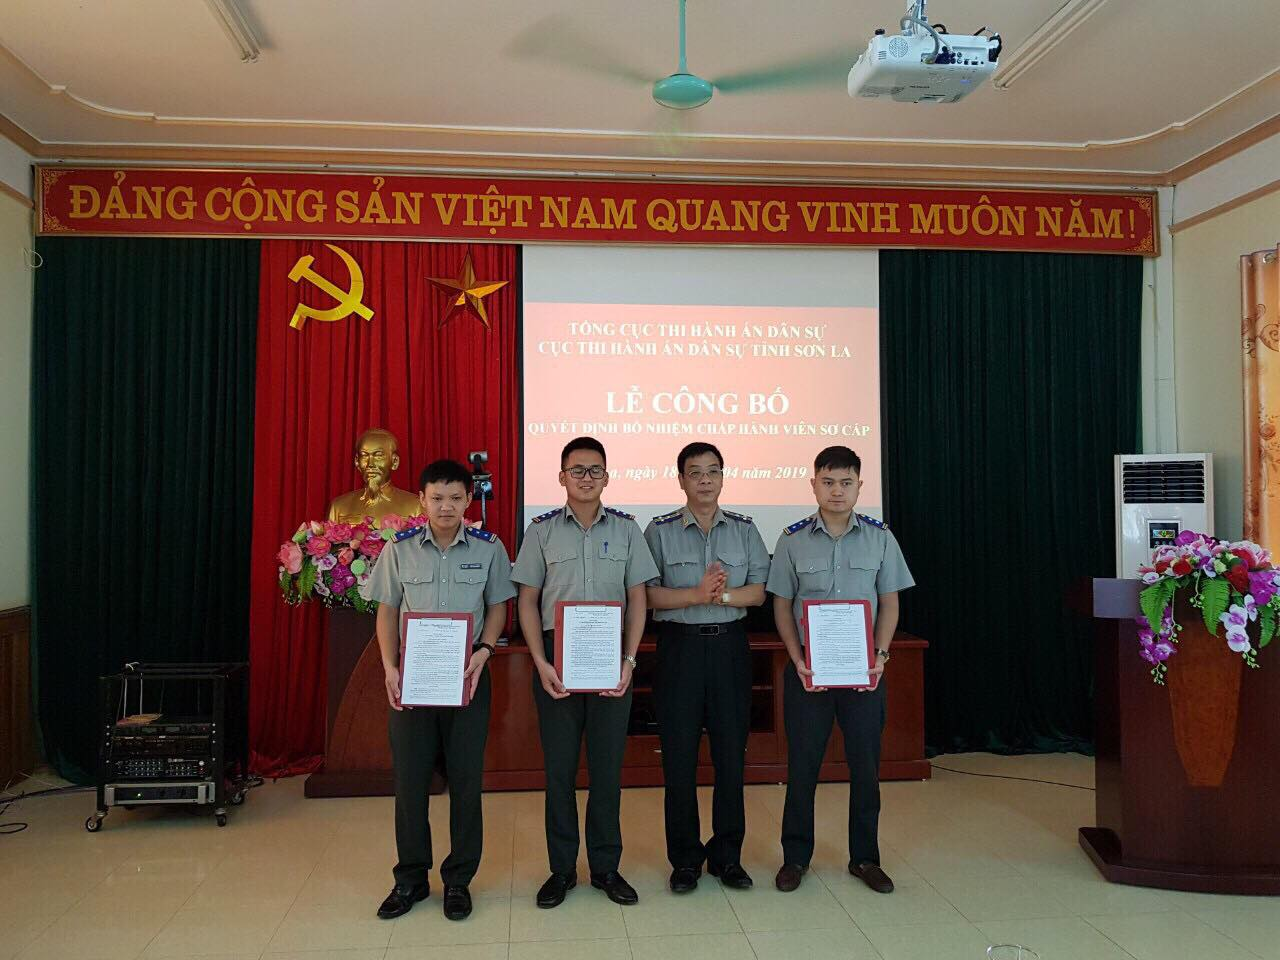 ĐẢNG CỘNG SẢN VIỆT NAM QUANG VINH MUÔN NĂM!
TỔNG CỤC THI HÀNH ÁN DÂN SỰ
CỤC THI HÀNH ÁN DÂN SỰ TỈNH SƠN LA
LỄ CÔNG BỐ
QUYẾT ĐỊNH BỔ NHIỆM CHẤP HÀNH VIÊN SƠ CẤP
ngày 18 04 năm 2019